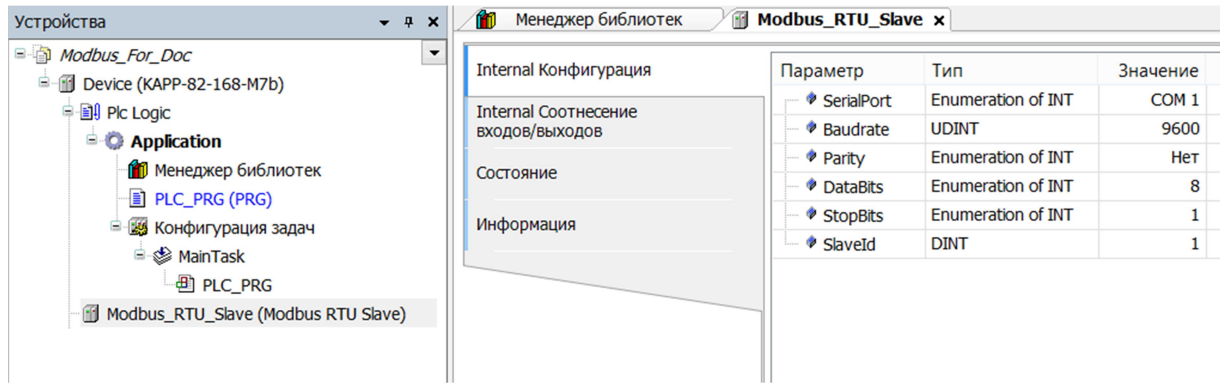 Устройства
Modbus_For_Doc
Device (KAPP-82-168-M7b)
Plc Logic
Application
Менеджер библиотек
PLC_PRG (PRG)
Конфигурация задач
MainTask
PLC_PRG
Modbus_RTU_Slave (Modbus RTU Slave)
Менеджер библиотек Modbus_RTU_Slave
Internal Конфигурация
Internal Соотнесение
входов/выходов
Состояние
Информация
Параметр Тип Значение
SerialPort Enumeration of INT COM 1
Baudrate UDINT 9600
Parity Enumeration of INT Нет
DataBits Enumeration of INT 8
StopBits Enumeration of INT 1
SlaveId DINT 1